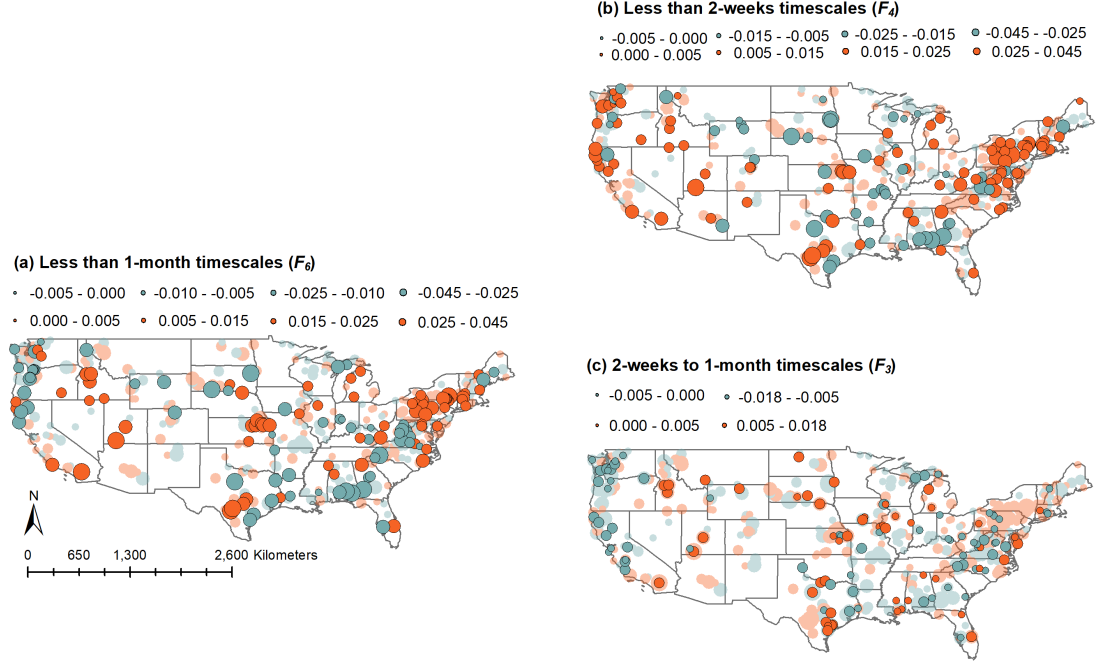 (b) Less than 2-weeks timescales (F4)
-0.005 - 0.000 -0.015 - -0.005 -0.025 - -0.015 -0.045 - -0.025
0.000 - 0.005 0.005 - 0.015 0.015 - 0.025 0.025 - 0.045
(a) Less than 1-month timescales (F6)
-0.005 - 0.000 -0.010 - -0.005 -0.025 - -0.010 -0.045 - -0.025
0.000 - 0.005 0.005 - 0.015 0.015 - 0.025 0.025 - 0.045
N
0 650 1,300 2,600 Kilometers
(c) 2-weeks to 1-month timescales (F3)
-0.005 - 0.000 -0.018 - -0.005
0.000 - 0.005 0.005 - 0.018